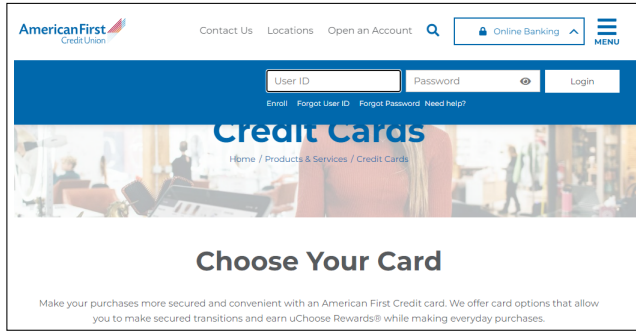 American First
Credit Union
Contact Us Locations Open an Account Online Banking
MENU
User ID Password Login
Enroll Forgot User ID Forgot Password Need help?
Credit Cards
Home / Products & Services / Credit Cards
Choose Your Card
Make your purchases more secured and convenient with an American First Credit card. We offer card options that allow
you to make secured transitions and earn uChoose Rewards® while making everyday purchases.